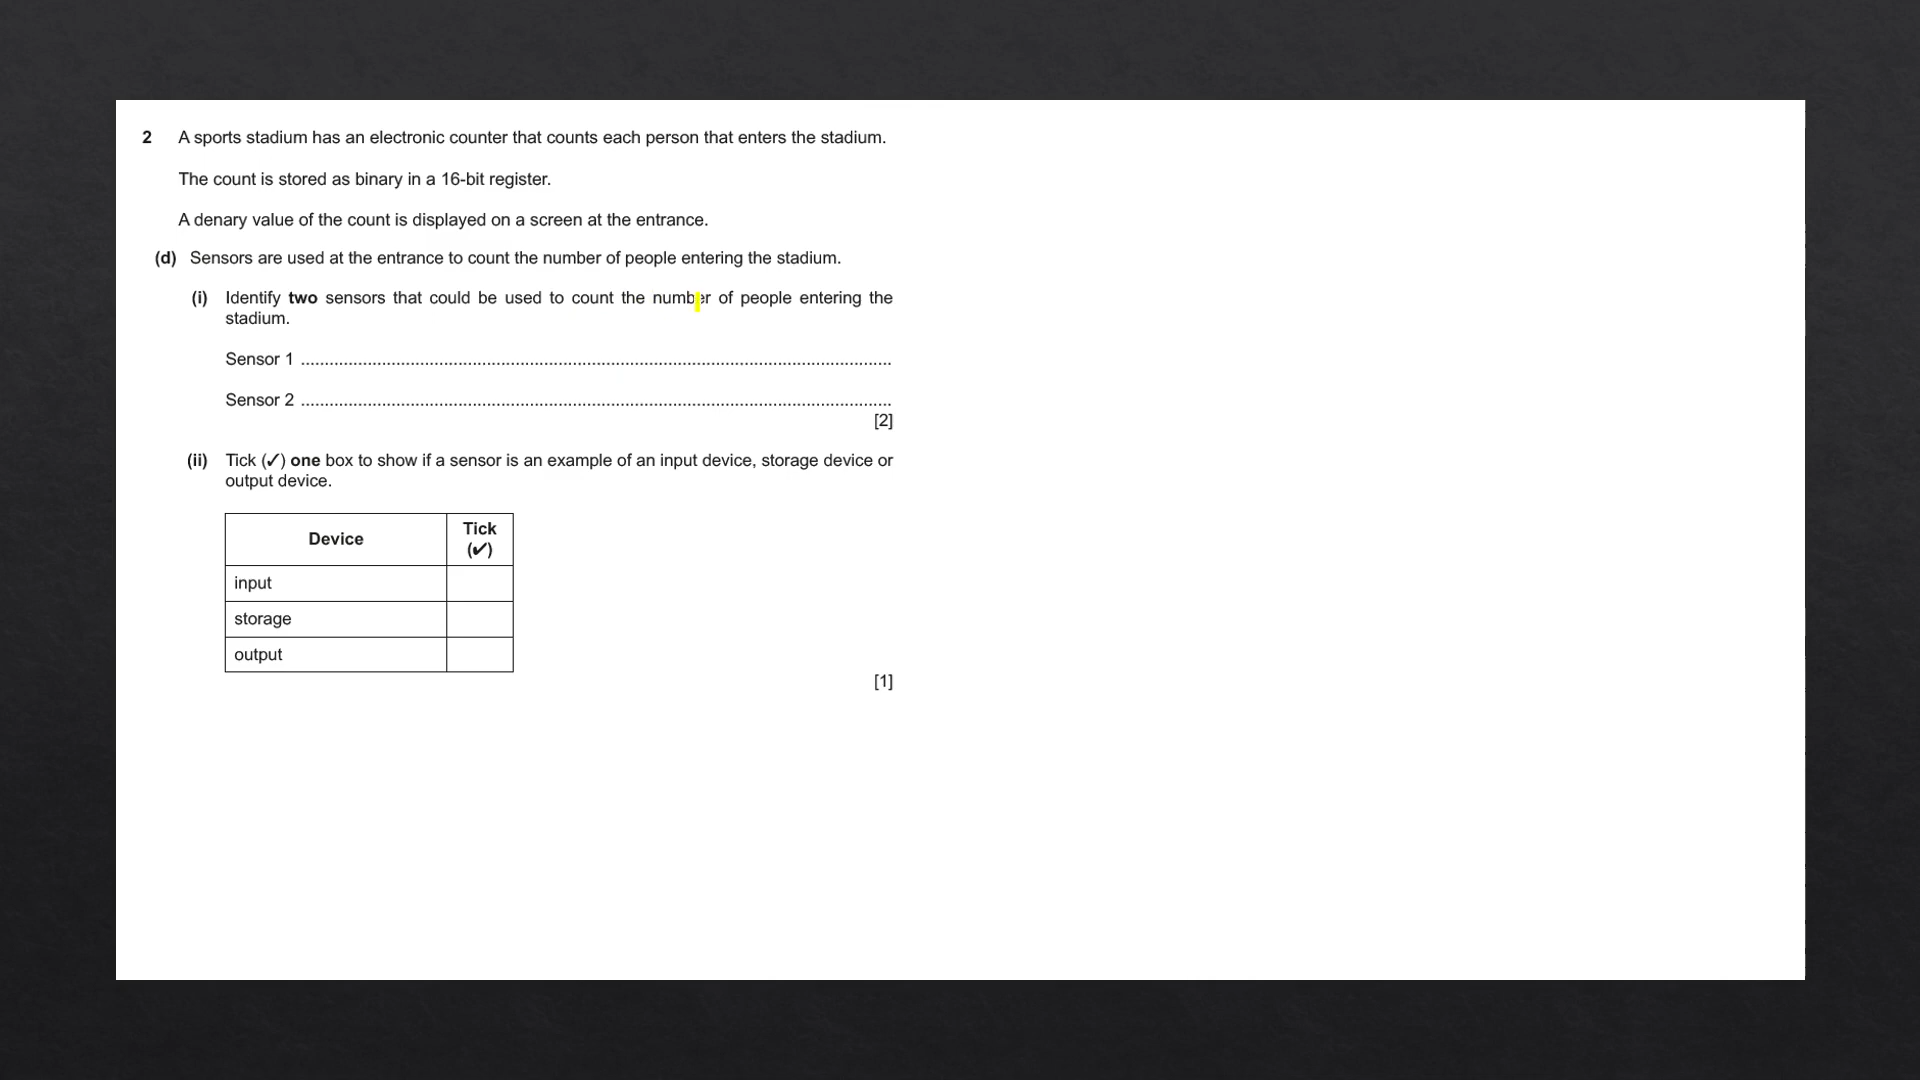 2 A sports stadium has an electronic counter that counts each person that enters the stadium.
The count is stored as binary in a 16-bit register.
A denary value of the count is displayed on a screen at the entrance.
(d) Sensors are used at the entrance to count the number of people entering the stadium.
(i) Identify two sensors that could be used to count the number of people entering the
stadium.
Sensor 1 ..............................................................................................................................
Sensor 2 ..............................................................................................................................
[2]
(ii) Tick (✓) one box to show if a sensor is an example of an input device, storage device or
output device.
Device Tick
(✓)
input
storage
output
[1]